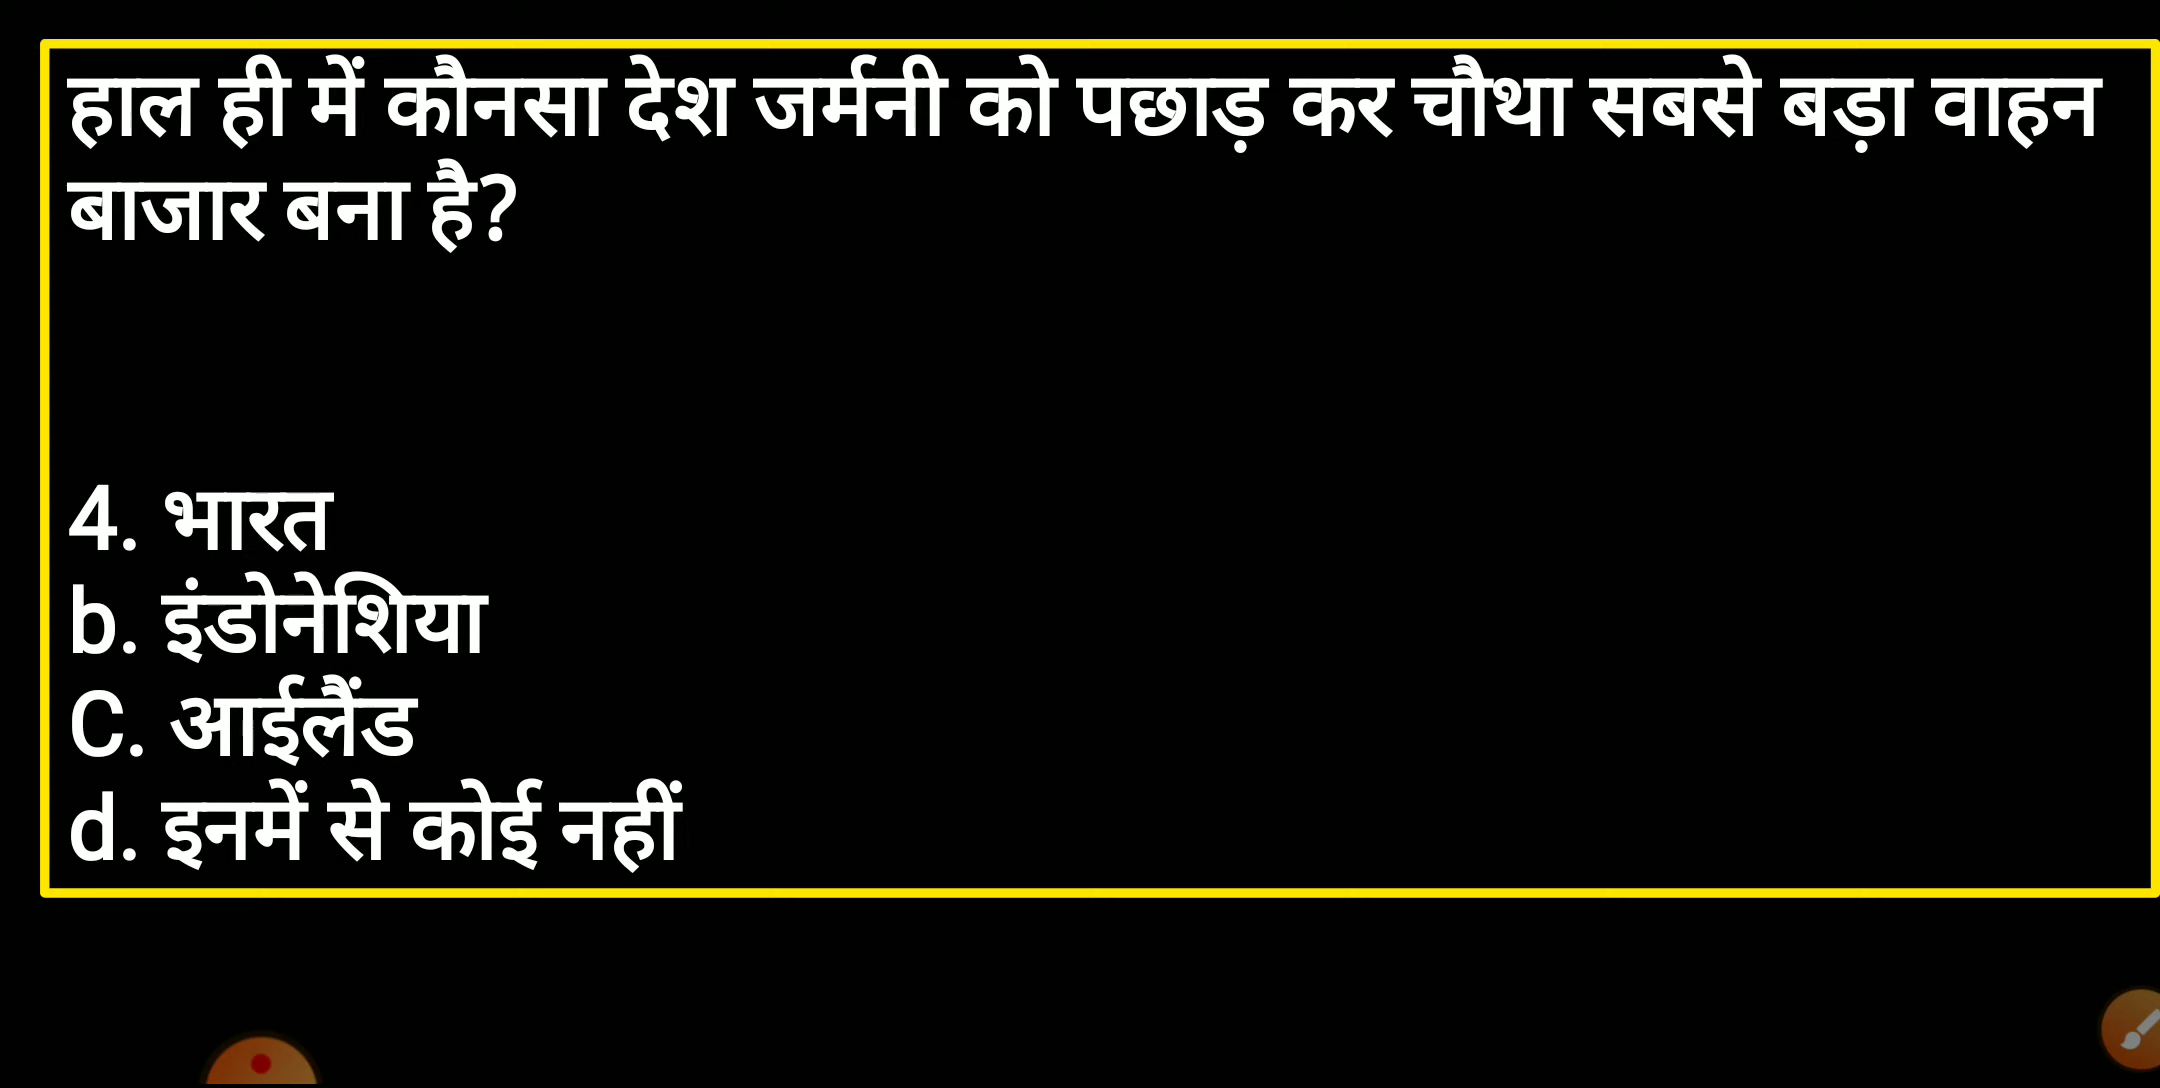 हाल ही में कौनसा देश जर्मनी को पछाड़ कर चौथा सबसे बड़ा वाहन
बाजार बना है?
4. भारत
b. इंडोनेशिया
C. आईलैंड
d. इनमें से कोई नहीं